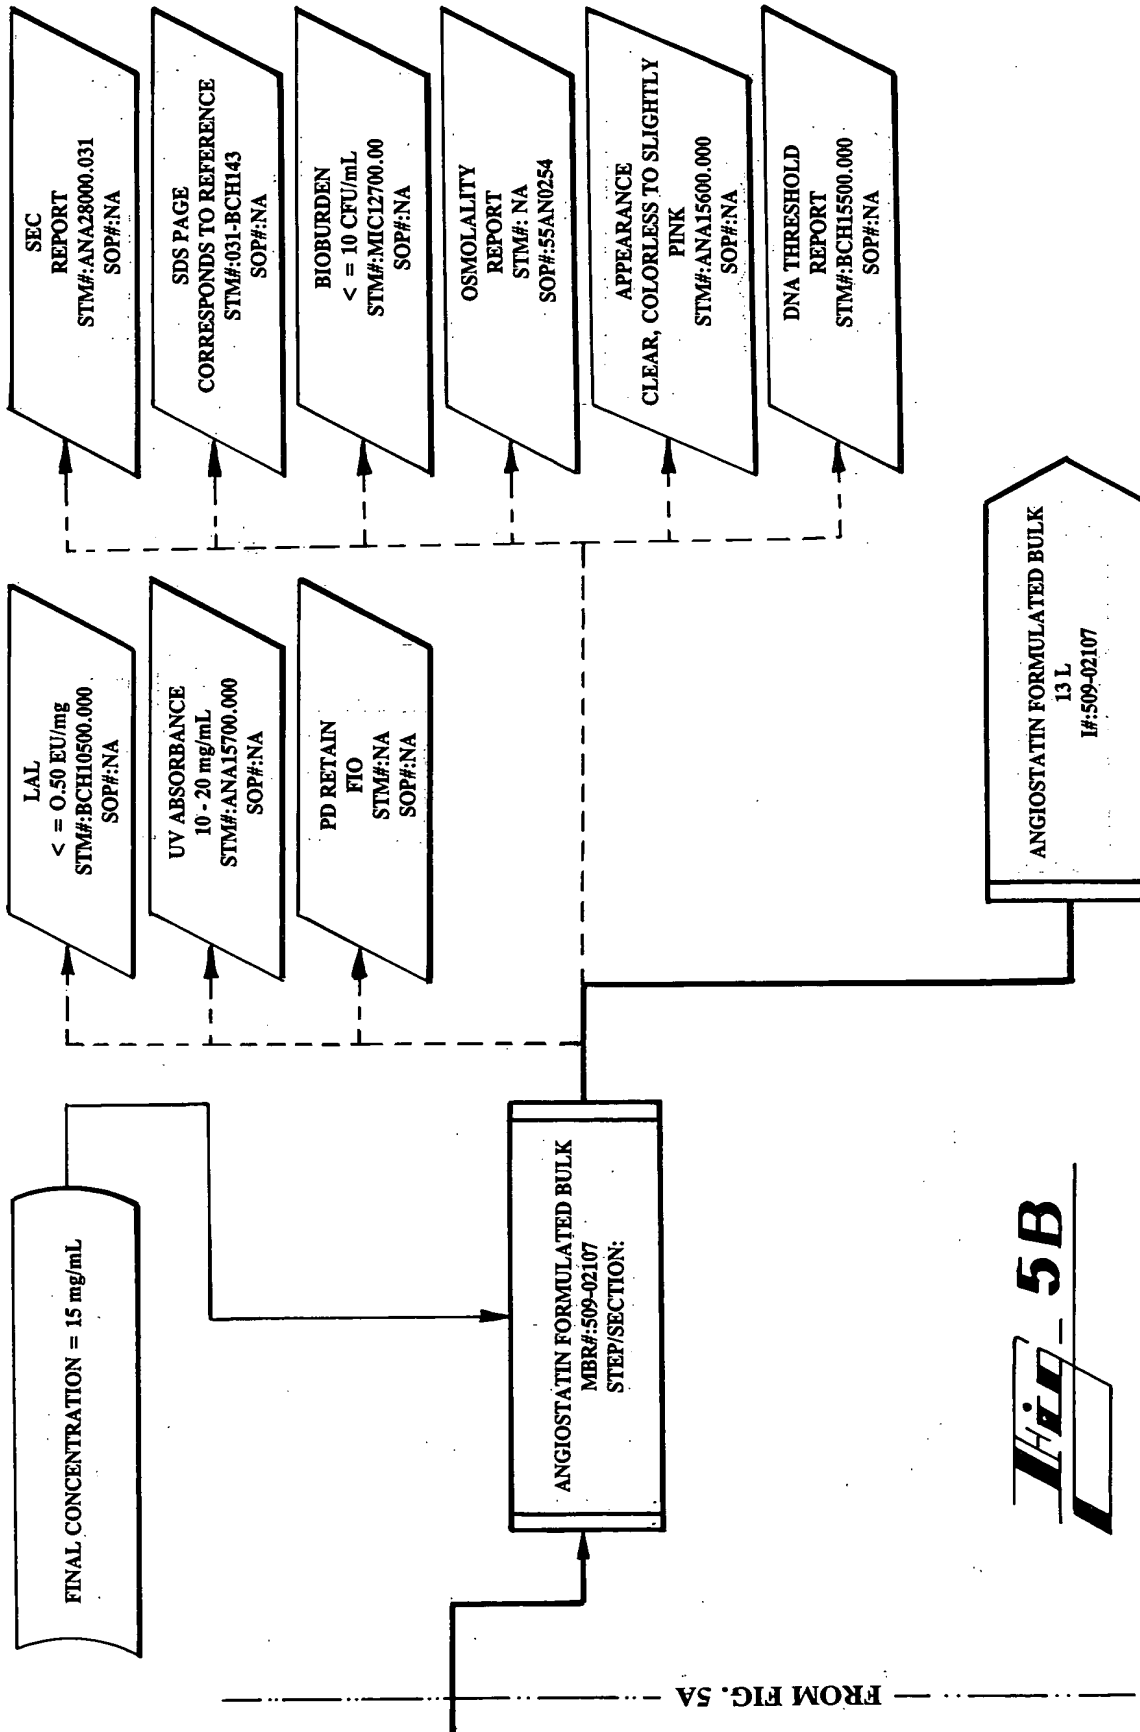 FINAL CONCENTRATION = 15 mg/mL
LAL
< = O.50 EU/mg
STM#:BCH10500.000
SOP#:NA
SEC
REPORT
STM#:ANA28000.031
SOP#:NA
UV ABSORBANCE
10 - 20 mg/mL
STM#:ANA15700.000
SOP#:NA
SDS PAGE
CORRESPONDS TO REFERENCE
STM#:031-BCH143
SOP#:NA
PD RETAIN
FIO
STM#:NA
SOP#:NA
BIOBURDEN
< = 10 CFU/mL
STM#:MIC12700.00
SOP#:NA
OSMOLALITY
REPORT
STM#: NA
SOP#:55AN0254
APPEARANCE
CLEAR, COLORLESS TO SLIGHTLY
PINK
STM#:ANA15600.000
SOP#:NA
DNA THRESHOLD
REPORT
STM#:BCH15500.000
SOP#:NA
ANGIOSTATIN FORMULATED BULK
MBR#:509-02107
STEP/SECTION:
ANGIOSTATIN FORMULATED BULK
13 L
I#:509-02107
FROM FIG. 5A
Fig 5B